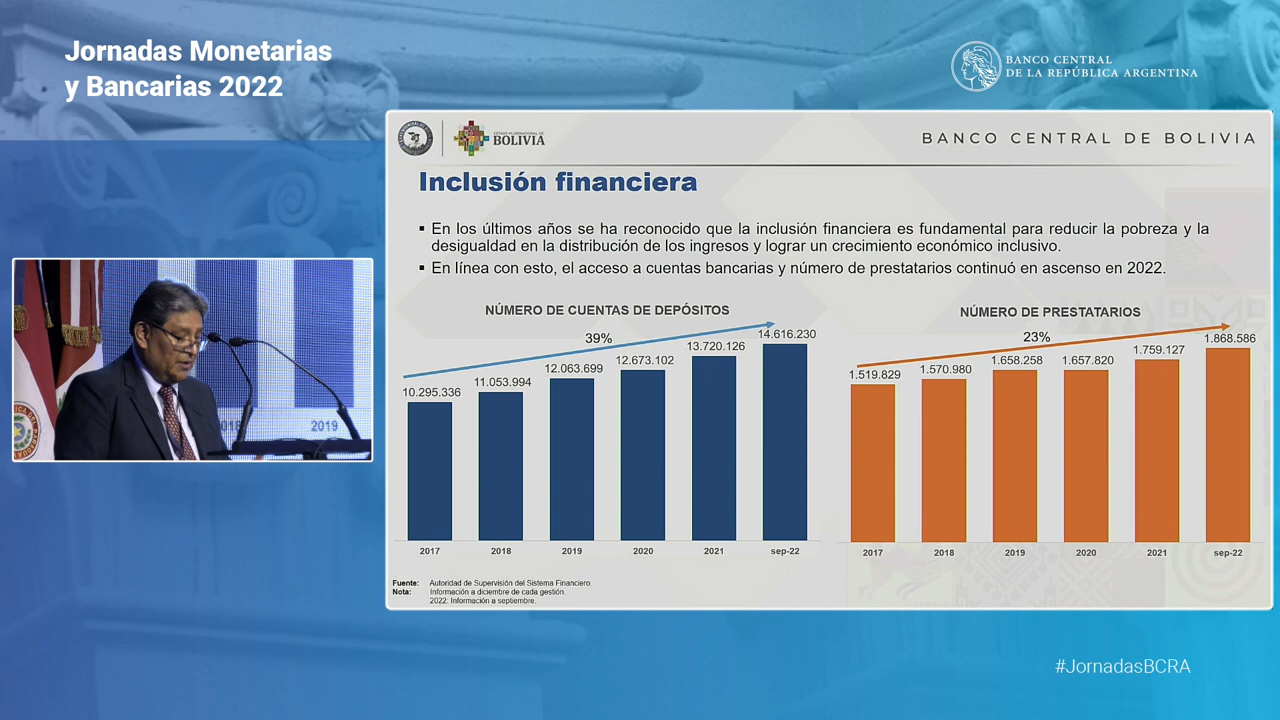 Jornadas Monetarias
y Bancarias 2022
BANCO CENTRAL
DE LA REPÚBLICA ARGENTINA
ESTADO PLURINACIONAL DE
BOLIVIA
BANCO CENTRAL DE BOLIVIA
Inclusión financiera
▪ En los últimos años se ha reconocido que la inclusión financiera es fundamental para reducir la pobreza y la
desigualdad en la distribución de los ingresos y lograr un crecimiento económico inclusivo.
▪ En línea con esto, el acceso a cuentas bancarias y número de prestatarios continuó en ascenso en 2022.
NÚMERO DE CUENTAS DE DEPÓSITOS
39%
10.295.336
11.053.994
12.063.699
12.673.102
13.720.126
14.616.230
2017
2018
2019
2020
2021
sep-22
NÚMERO DE PRESTATARIOS
23%
1.519.829
1.570.980
1.658.258
1.657.820
1.759.127
1.868.586
2017
2018
2019
2020
2021
sep-22
Fuente: Autoridad de Supervisión del Sistema Financiero.
Nota: Información a diciembre de cada gestión.
2022: Información a septiembre.
2018
2019
#JornadasBCRA